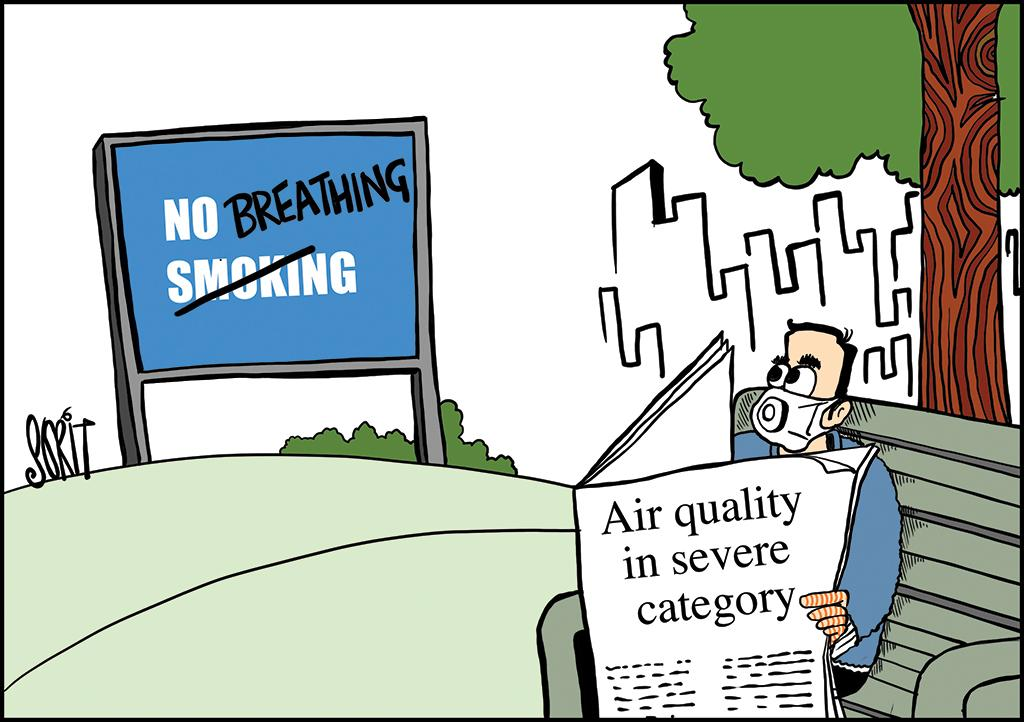 NO BREATHING
SMOKING
SORIT
Air quality
in severe
category